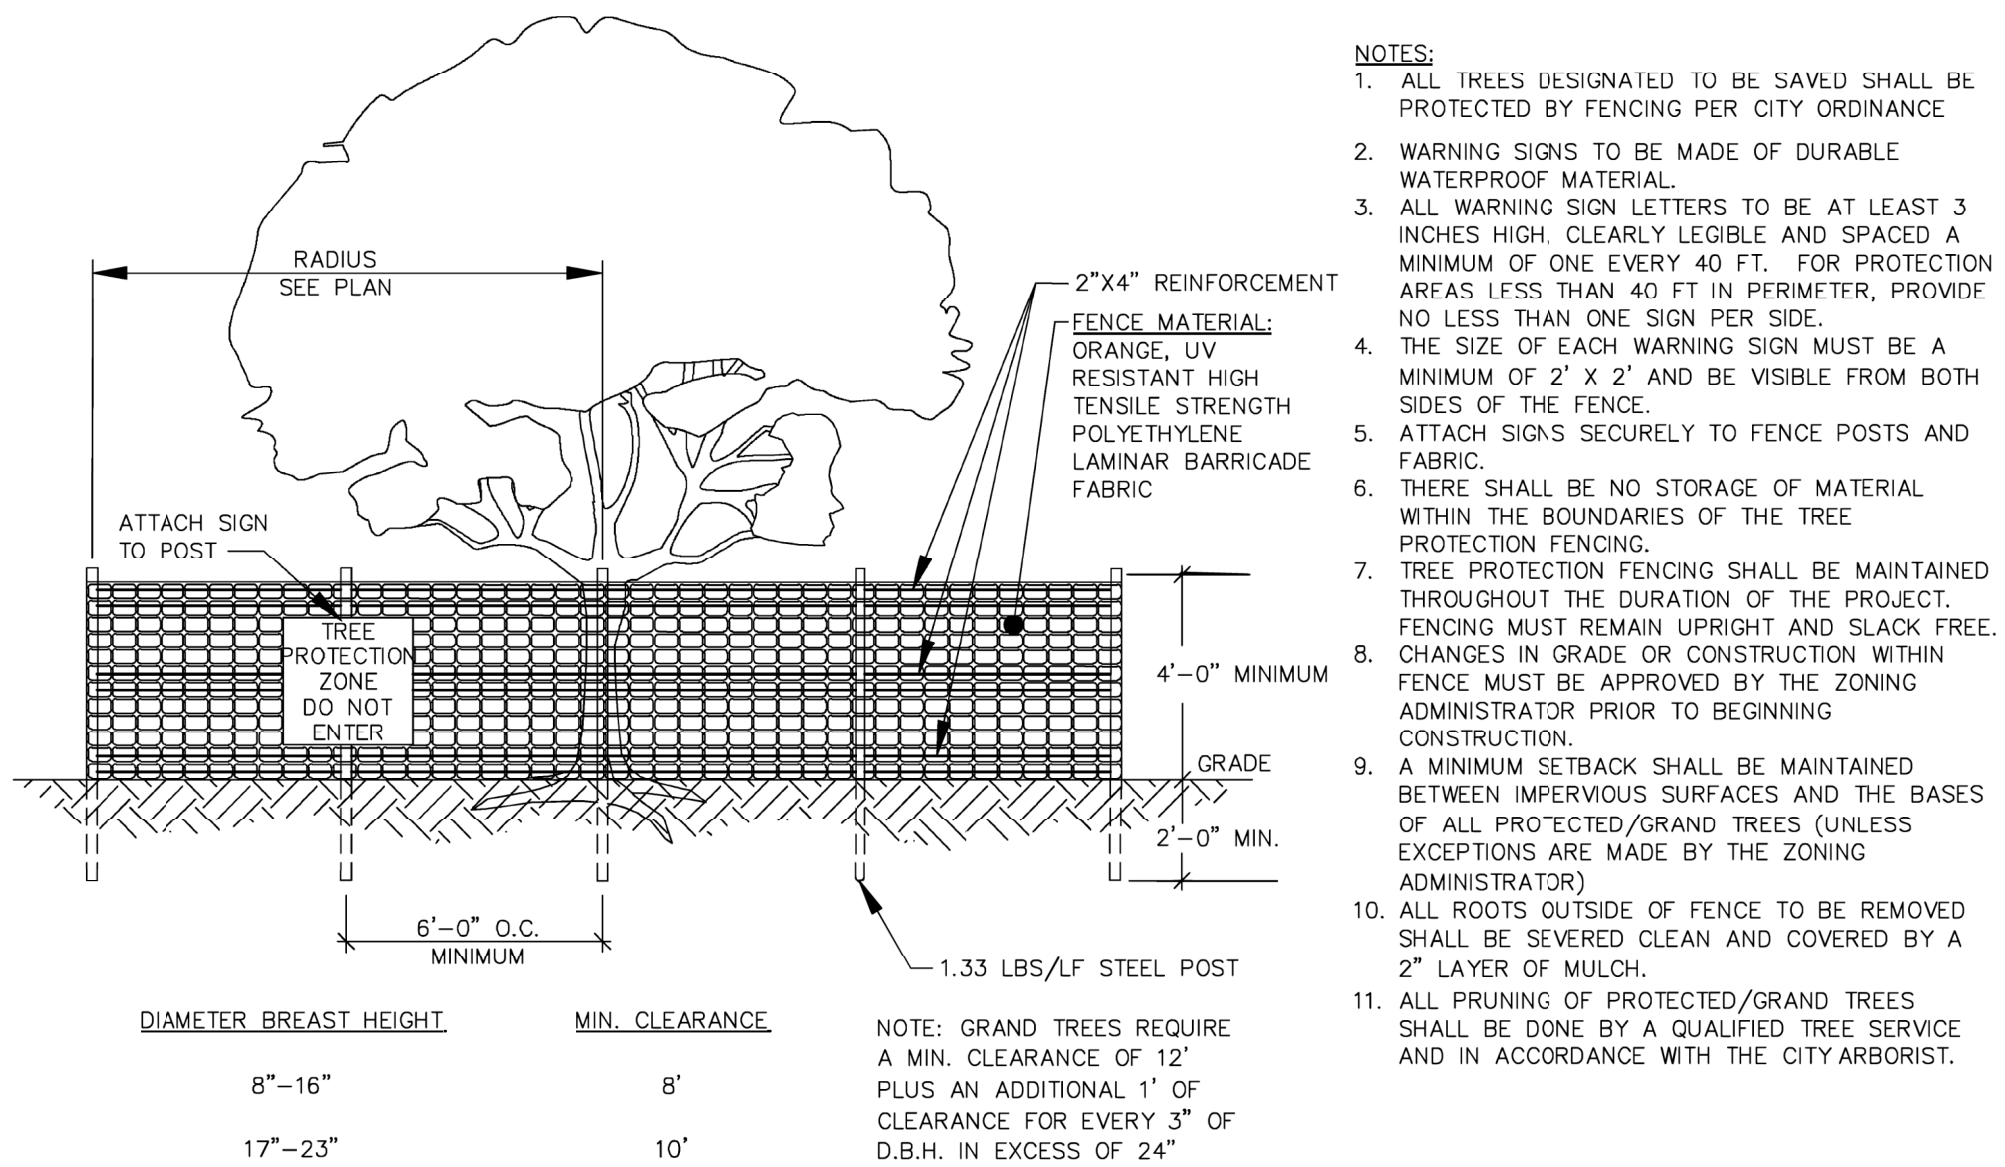 RADIUS
SEE PLAN
ATTACH SIGN
TO POST
TREE
PROTECTION
ZONE
DO NOT
ENTER
2"X4" REINFORCEMENT
FENCE MATERIAL:
ORANGE, UV
RESISTANT HIGH
TENSILE STRENGTH
POLYETHYLENE
LAMINAR BARRICADE
FABRIC
4'-0" MINIMUM
GRADE
2'-0" MIN.
6'-0" O.C.
MINIMUM
1.33 LBS/LF STEEL POST
DIAMETER BREAST HEIGHT MIN. CLEARANCE
8"-16" 8'
17"-23" 10'
NOTE: GRAND TREES REQUIRE
A MIN. CLEARANCE OF 12'
PLUS AN ADDITIONAL 1' OF
CLEARANCE FOR EVERY 3" OF
D.B.H. IN EXCESS OF 24"
NOTES:
1. ALL TREES DESIGNATED TO BE SAVED SHALL BE
PROTECTED BY FENCING PER CITY ORDINANCE
2. WARNING SIGNS TO BE MADE OF DURABLE
WATERPROOF MATERIAL.
3. ALL WARNING SIGN LETTERS TO BE AT LEAST 3
INCHES HIGH, CLEARLY LEGIBLE AND SPACED A
MINIMUM OF ONE EVERY 40 FT. FOR PROTECTION
AREAS LESS THAN 40 FT IN PERIMETER, PROVIDE
NO LESS THAN ONE SIGN PER SIDE.
4. THE SIZE OF EACH WARNING SIGN MUST BE A
MINIMUM OF 2' X 2' AND BE VISIBLE FROM BOTH
SIDES OF THE FENCE.
5. ATTACH SIGNS SECURELY TO FENCE POSTS AND
FABRIC.
6. THERE SHALL BE NO STORAGE OF MATERIAL
WITHIN THE BOUNDARIES OF THE TREE
PROTECTION FENCING.
7. TREE PROTECTION FENCING SHALL BE MAINTAINED
THROUGHOUT THE DURATION OF THE PROJECT.
FENCING MUST REMAIN UPRIGHT AND SLACK FREE.
8. CHANGES IN GRADE OR CONSTRUCTION WITHIN
FENCE MUST BE APPROVED BY THE ZONING
ADMINISTRATOR PRIOR TO BEGINNING
CONSTRUCTION.
9. A MINIMUM SETBACK SHALL BE MAINTAINED
BETWEEN IMPERVIOUS SURFACES AND THE BASES
OF ALL PROTECTED/GRAND TREES (UNLESS
EXCEPTIONS ARE MADE BY THE ZONING
ADMINISTRATOR)
10. ALL ROOTS OUTSIDE OF FENCE TO BE REMOVED
SHALL BE SEVERED CLEAN AND COVERED BY A
2" LAYER OF MULCH.
11. ALL PRUNING OF PROTECTED/GRAND TREES
SHALL BE DONE BY A QUALIFIED TREE SERVICE
AND IN ACCORDANCE WITH THE CITY ARBORIST.